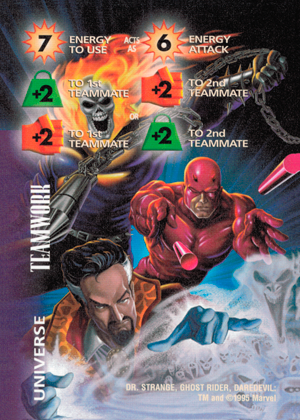 7 ENERGY TO USE ACTS AS 6 ENERGY ATTACK
+2 TO 1st TEAMMATE +2 TO 2nd TEAMMATE
OR
+2 TO 1st TEAMMATE +2 TO 2nd TEAMMATE
UNIVERSE TEAMWORK
DR. STRANGE, GHOST RIDER, DAREDEVIL:
TM and ©1995 Marvel